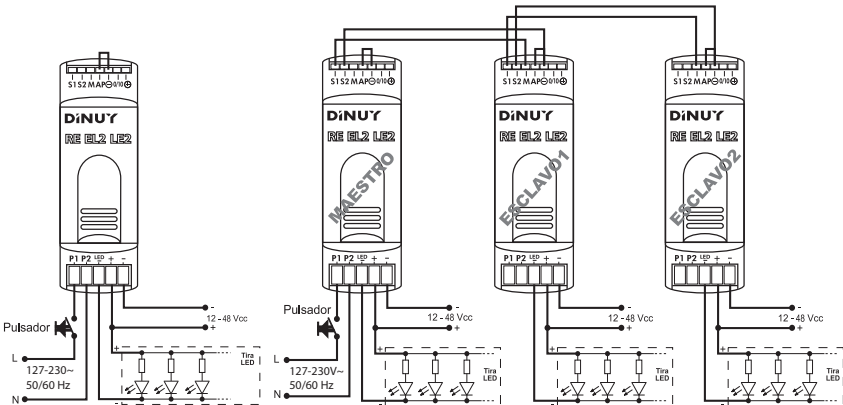 S1 S2 MAP⊖0/10⊕
DiNUY
RE EL2 LE2
P1 P2 LED + -
-
Pulsador
-
12 - 48 Vcc
+
L
127-230~
50/60 Hz
N
+
Tira
LED
-
S1 S2 MAP⊖0/10⊕
DiNUY
RE EL2 LE2
MAESTRO
P1 P2 LED + -
-
Pulsador
-
12 - 48 Vcc
+
L
127-230V~
50/60 Hz
N
+
Tira
LED
-
S1 S2 MAP⊖0/10⊕
DiNUY
RE EL2 LE2
ESCLAVO1
P1 P2 LED + -
-
-
12 - 48 Vcc
+
+
Tira
LED
-
S1 S2 MAP⊖0/10⊕
DiNUY
RE EL2 LE2
ESCLAVO2
P1 P2 LED + -
-
-
12 - 48 Vcc
+
+
Tira
LED
-